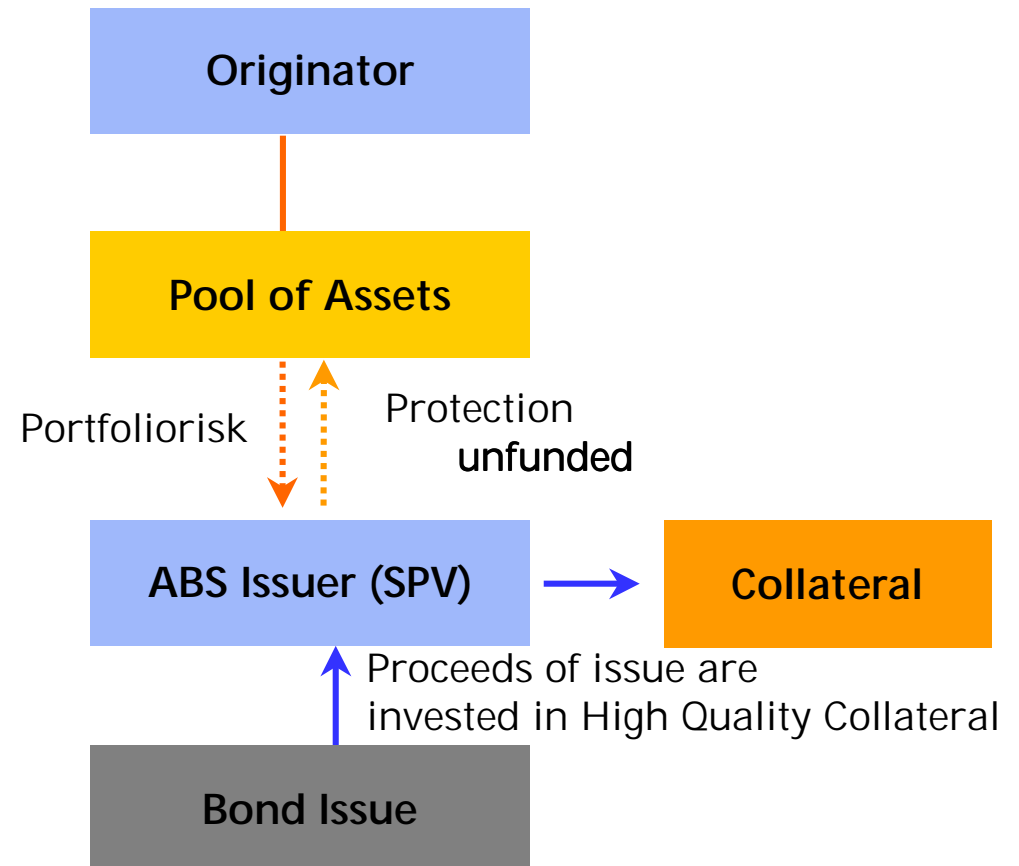 Originator
Pool of Assets
Portfoliorisk
Protection
unfunded
ABS Issuer (SPV)
Collateral
Proceeds of issue are
invested in High Quality Collateral
Bond Issue